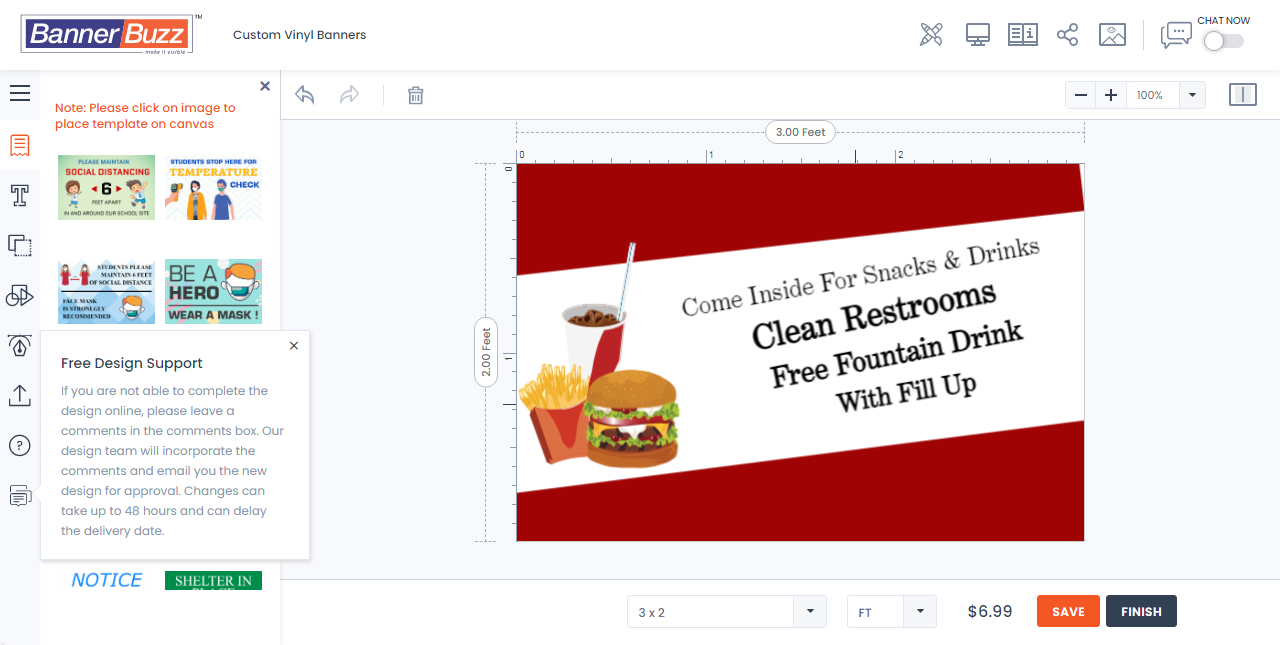 BannerBuzz™
make it visible
Custom Vinyl Banners
CHAT NOW
Note: Please click on image to
place template on canvas
PLEASE MAINTAIN
SOCIAL DISTANCING
6
FEET APART
IN AND AROUND OUR SCHOOL SITE
STUDENTS STOP HERE FOR
TEMPERATURE
CHECK
STUDENTS PLEASE
MAINTAIN 6 FEET
OF SOCIAL DISTANCE
FACE MASK
IS STRONLGLY
RECOMMENDED
BE A
HERO
WEAR A MASK !
Free Design Support
If you are not able to complete the
design online, please leave a
comments in the comments box. Our
design team will incorporate the
comments and email you the new
design for approval. Changes can
take up to 48 hours and can delay
the delivery date.
NOTICE
SHELTER IN
PLACE
100%
3.00 Feet
0 1 2
0
1
2.00 Feet
Come Inside For Snacks & Drinks
Clean Restrooms
Free Fountain Drink
With Fill Up
3 x 2
FT
$6.99
SAVE
FINISH